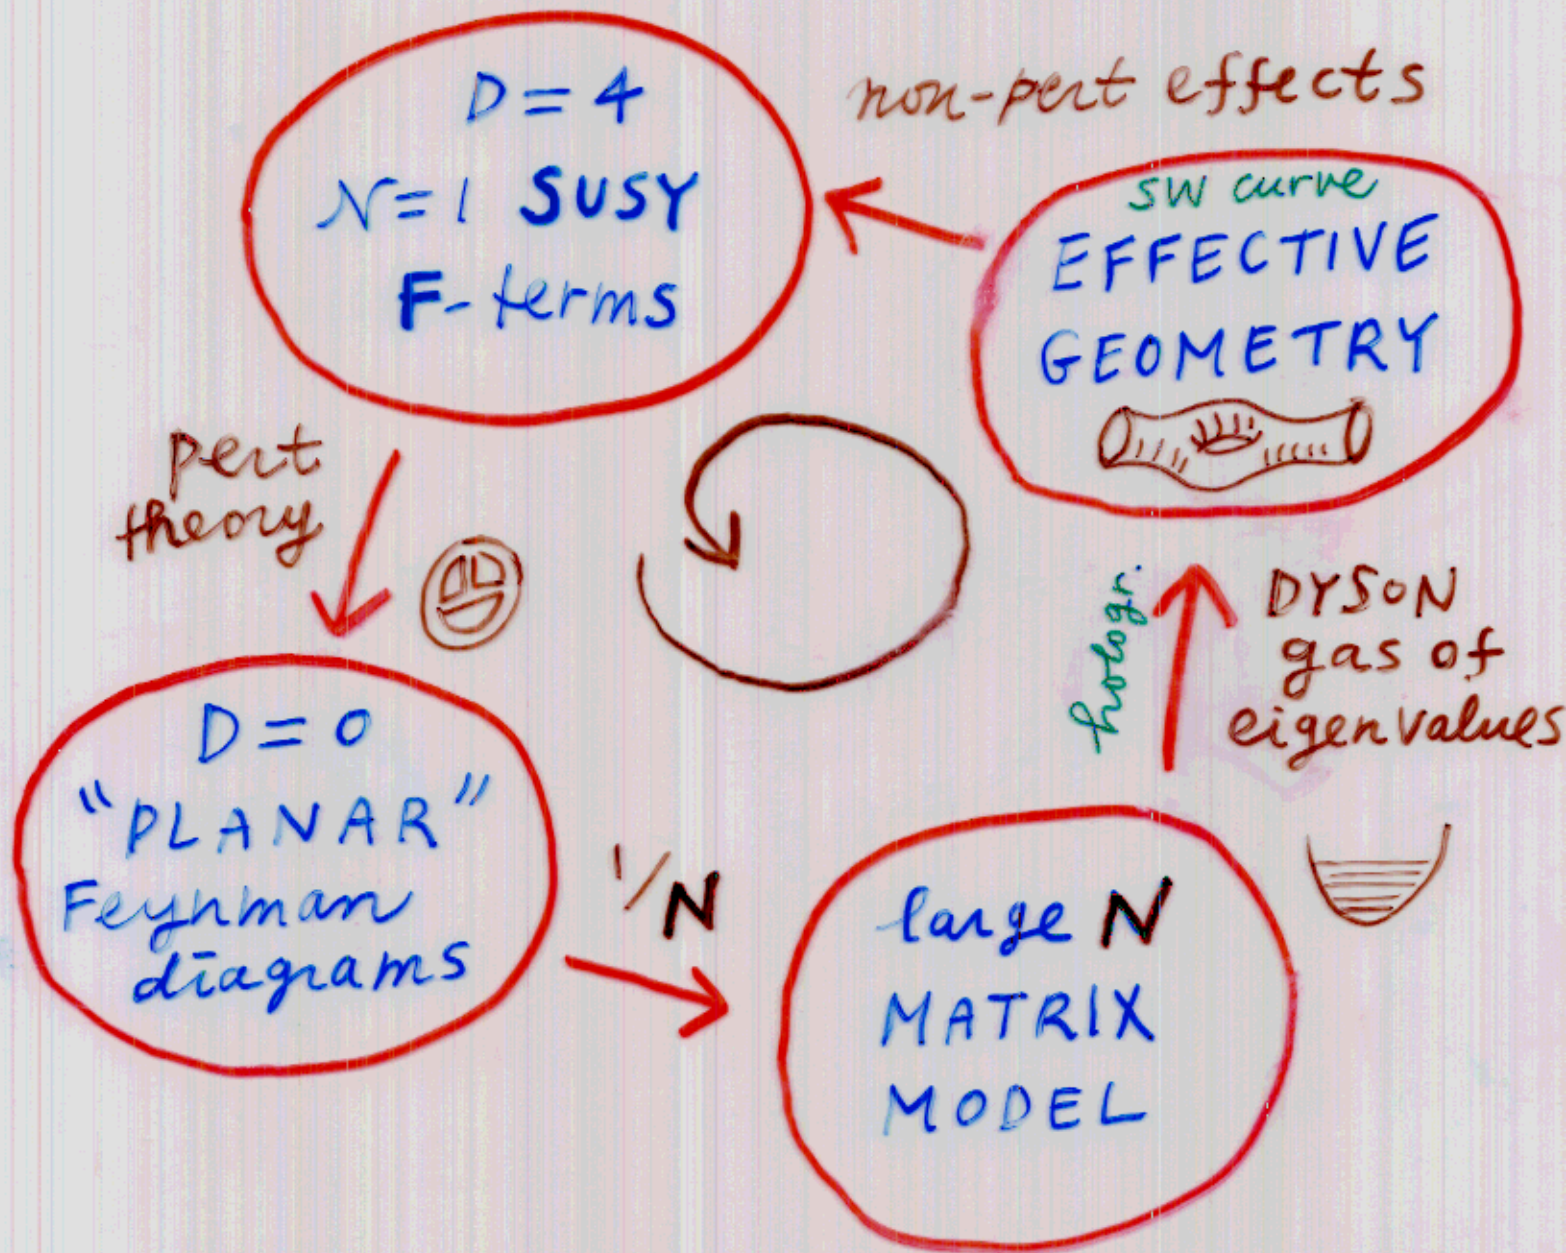 D = 4
N = 1 SUSY
F-terms
non-pert effects
SW curve
EFFECTIVE
GEOMETRY
pert
theory
hologr.
DYSON
gas of
eigenvalues
D = 0
"PLANAR"
Feynman
diagrams
1/N
large N
MATRIX
MODEL